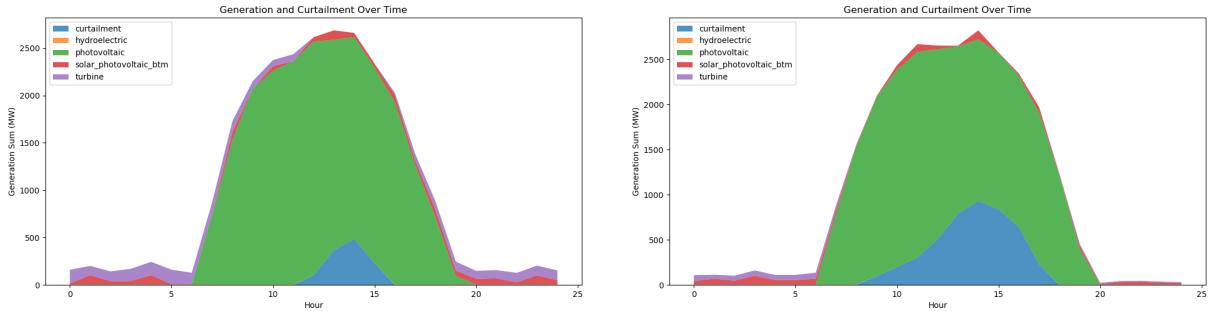 Generation and Curtailment Over Time
curtailment
hydroelectric
photovoltaic
solar_photovoltaic_btm
turbine
Generation Sum (MW)
2500
2000
1500
1000
500
0
0
5
10
15
20
25
Hour
Generation and Curtailment Over Time
curtailment
hydroelectric
photovoltaic
solar_photovoltaic_btm
turbine
Generation Sum (MW)
2500
2000
1500
1000
500
0
0
5
10
15
20
25
Hour